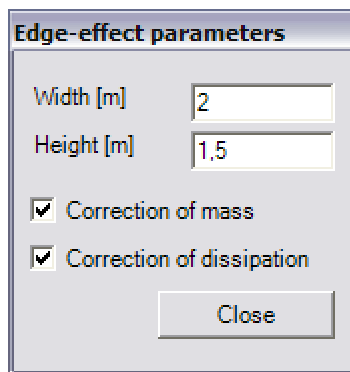 Edge-effect parameters
Width [m] 2
Height [m] 1,5
Correction of mass
Correction of dissipation
Close